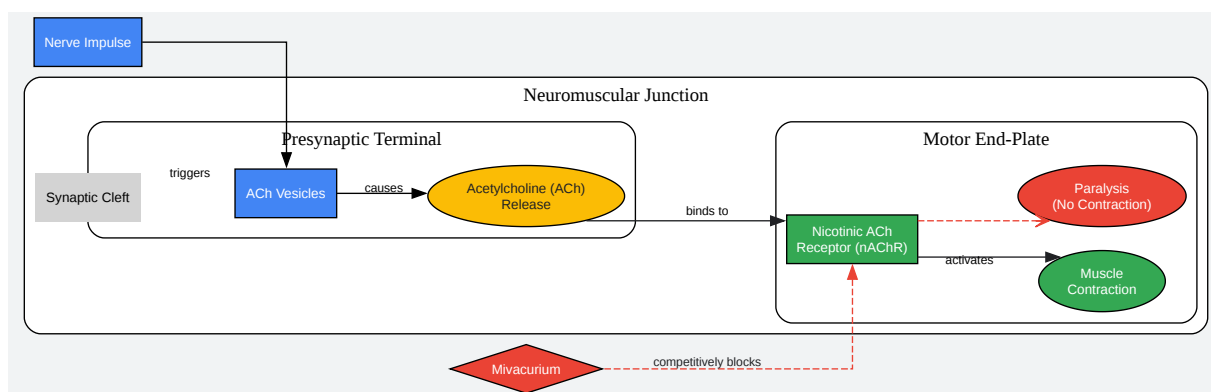 Nerve Impulse
Neuromuscular Junction
Presynaptic Terminal
Motor End-Plate
triggers
Synaptic Cleft
ACh Vesicles
causes
Acetylcholine (ACh)
Release
binds to
Nicotinic ACh
Receptor (nAChR)
Paralysis
(No Contraction)
activates
Muscle
Contraction
Mivacurium
competitively blocks